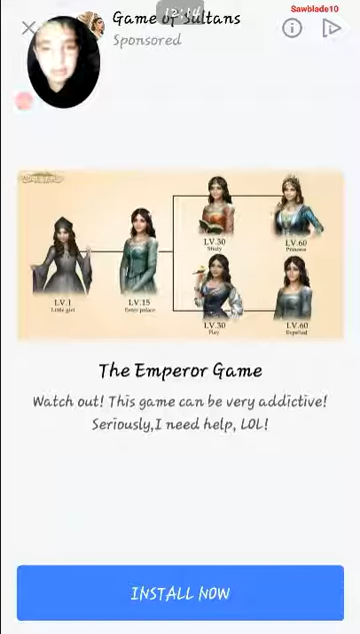 Sawblade10
Game of Sultans
Sponsored
LV.1
Little girl
LV.15
Enter palace
LV.30
Study
LV.60
Princess
LV.30
Play
LV.60
Expelled
The Emperor Game
Watch out! This game can be very addictive!
Seriously,I need help, LOL!
INSTALL NOW